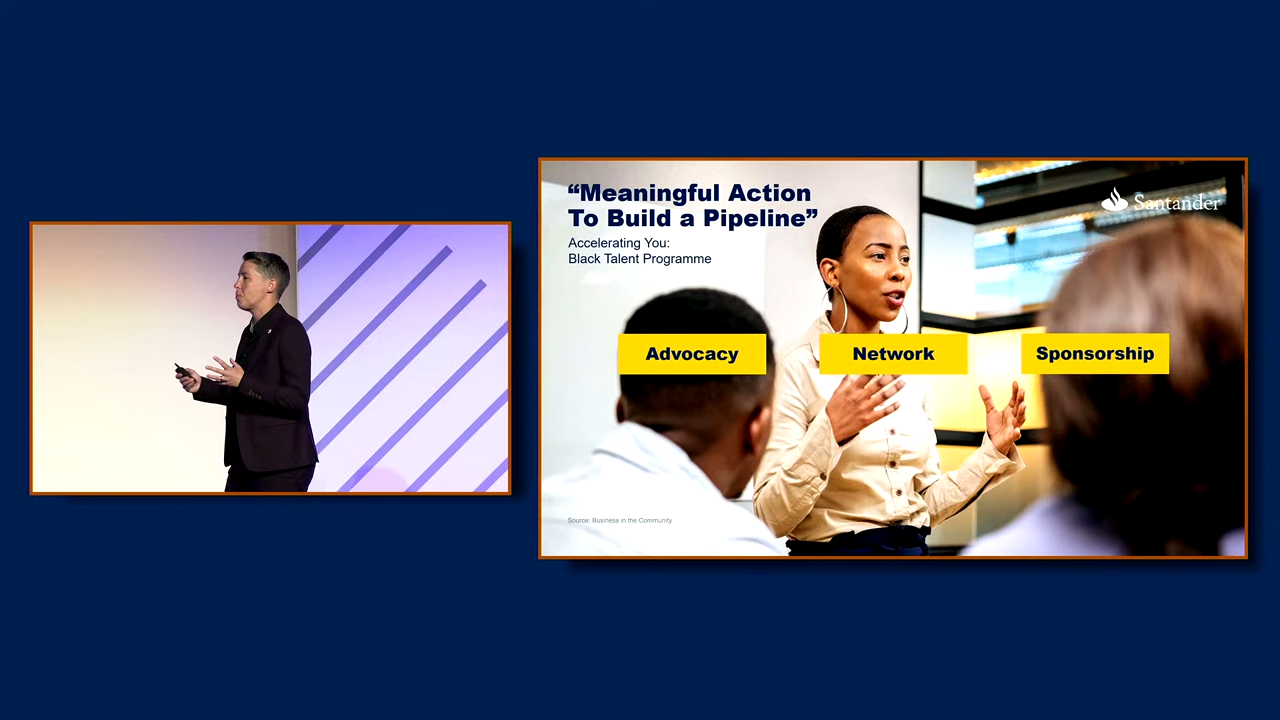 “Meaningful Action
To Build a Pipeline”
Accelerating You:
Black Talent Programme
Santander
Advocacy
Network
Sponsorship
Source: Business in the Community